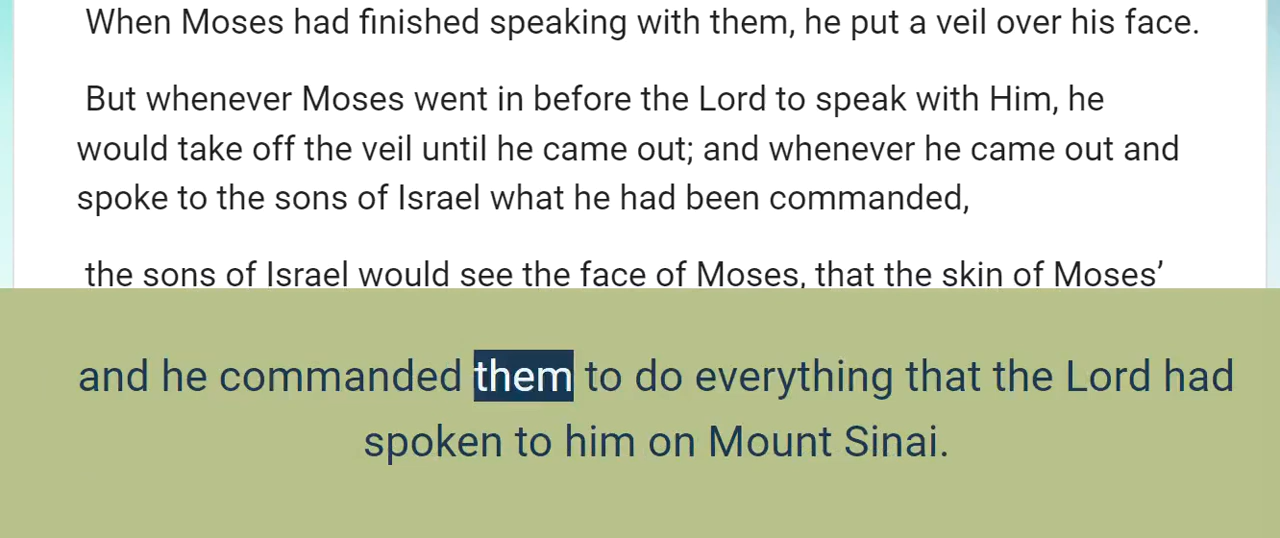 When Moses had finished speaking with them, he put a veil over his face.
But whenever Moses went in before the Lord to speak with Him, he
would take off the veil until he came out; and whenever he came out and
spoke to the sons of Israel what he had been commanded,
the sons of Israel would see the face of Moses, that the skin of Moses’
and he commanded them to do everything that the Lord had
spoken to him on Mount Sinai.